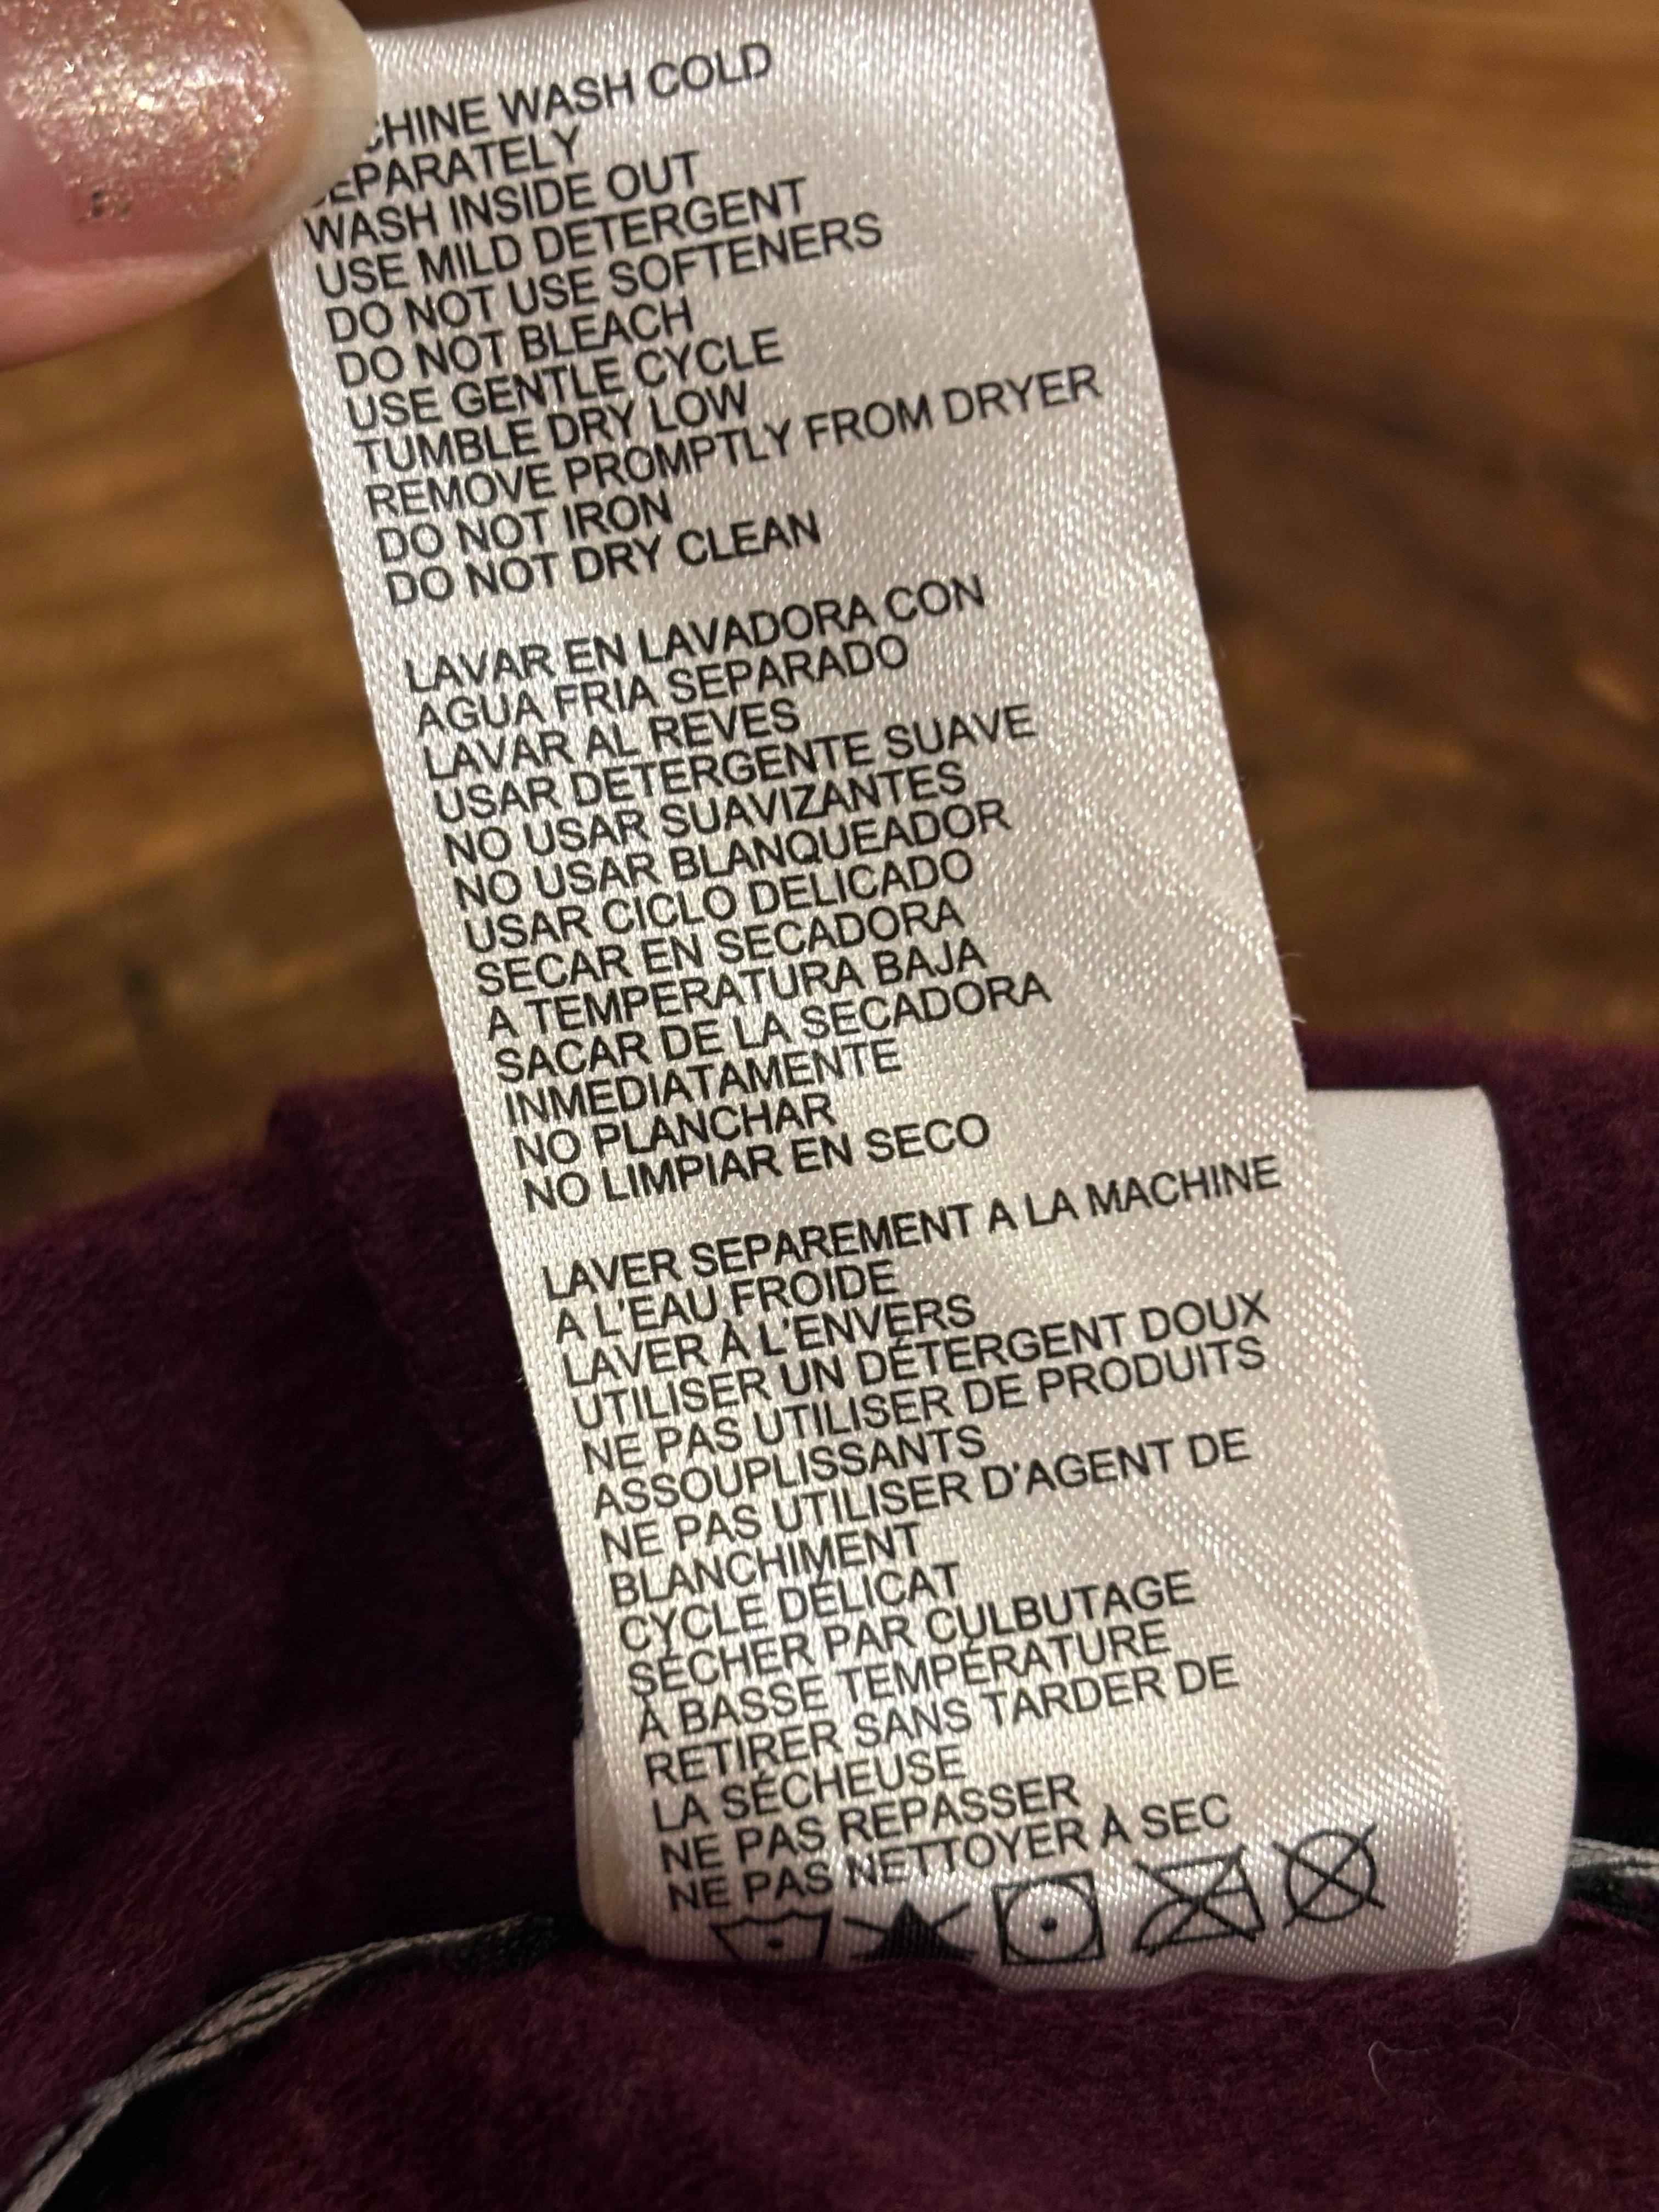 CHINE WASH COLD
EPARATELY
WASH INSIDE OUT
USE MILD DETERGENT
DO NOT USE SOFTENERS
DO NOT BLEACH
USE GENTLE CYCLE
TUMBLE DRY LOW
REMOVE PROMPTLY FROM DRYER
DO NOT IRON
DO NOT DRY CLEAN
LAVAR EN LAVADORA CON
AGUA FRIA SEPARADO
LAVAR AL REVES
USAR DETERGENTE SUAVE
NO USAR SUAVIZANTES
NO USAR BLANQUEADOR
USAR CICLO DELICADO
SECAR EN SECADORA
A TEMPERATURA BAJA
SACAR DE LA SECADORA
INMEDIATAMENTE
NO PLANCHAR
NO LIMPIAR EN SECO
LAVER SEPAREMENT A LA MACHINE
A L'EAU FROIDE
LAVER À L'ENVERS
UTILISER UN DÉTERGENT DOUX
NE PAS UTILISER DE PRODUITS
ASSOUPLISSANTS
NE PAS UTILISER D'AGENT DE
BLANCHIMENT
CYCLE DÉLICAT
SÉCHER PAR CULBUTAGE
À BASSE TEMPÉRATURE
RETIRER SANS TARDER DE
LA SÉCHEUSE
NE PAS REPASSER
NE PAS NETTOYER À SEC